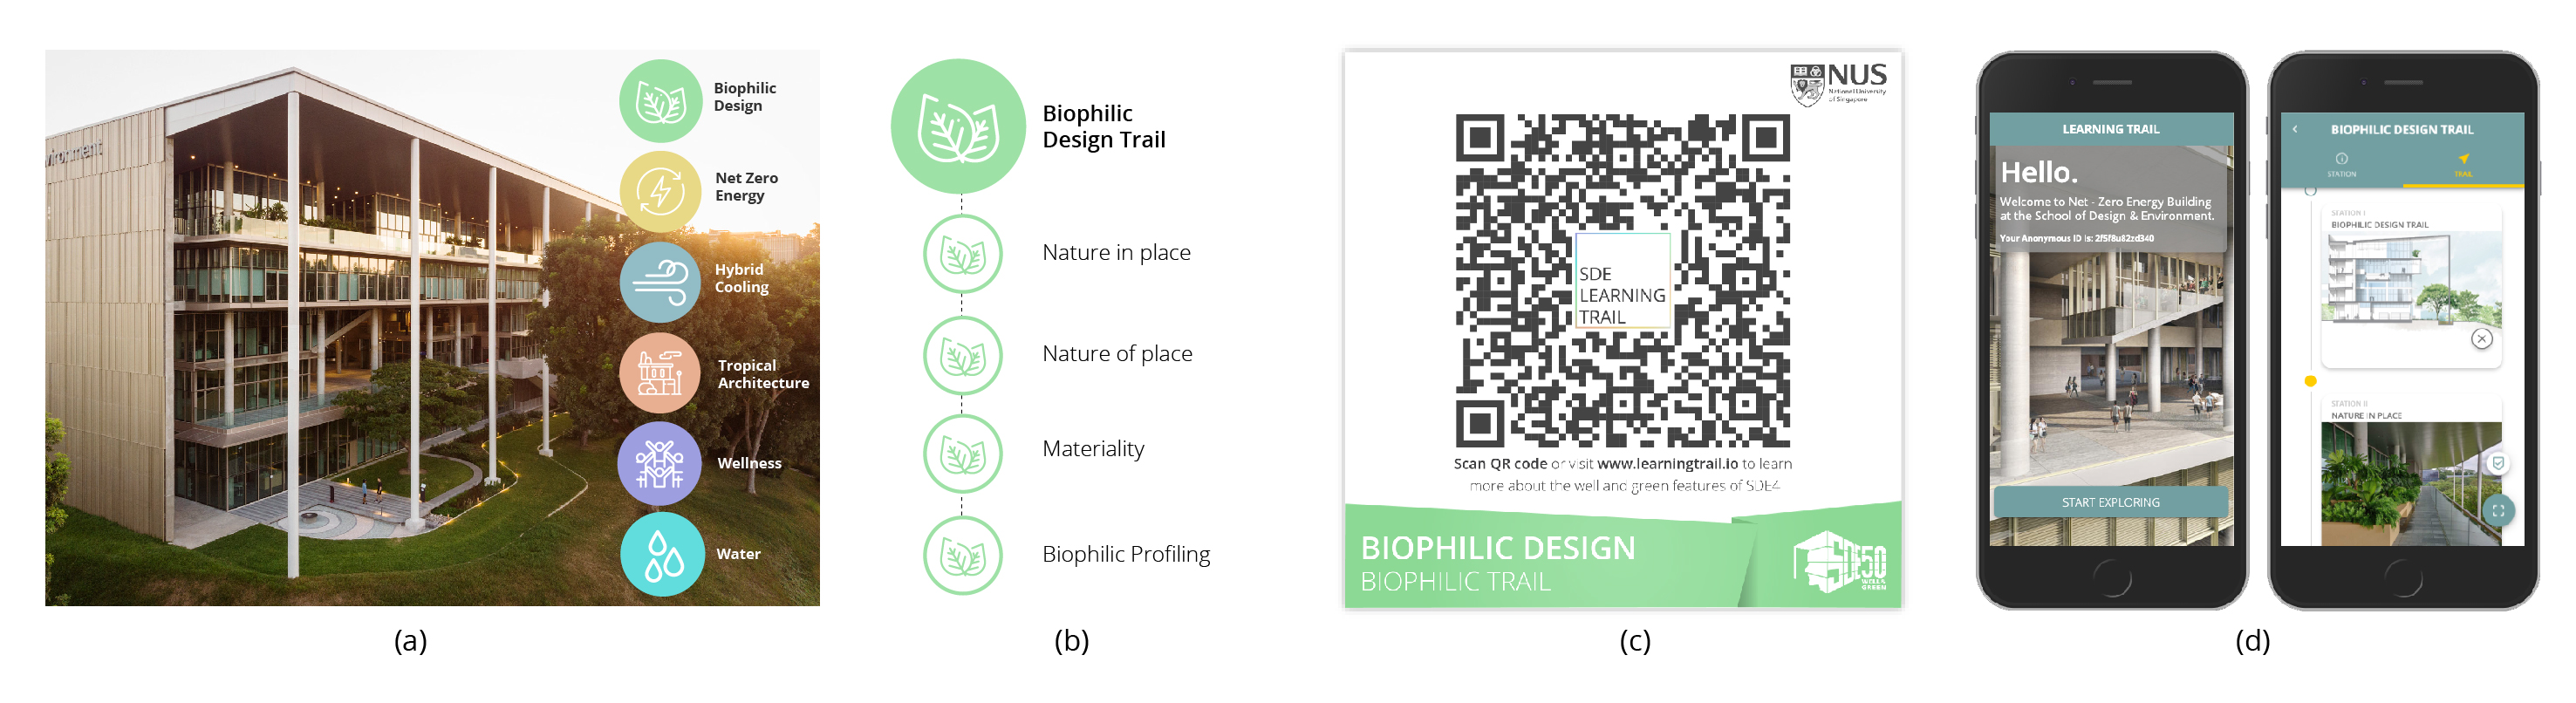 vironment
Biophilic
Design
Net Zero
Energy
Hybrid
Cooling
Tropical
Architecture
Wellness
Water
(a)
Biophilic
Design Trail
Nature in place
Nature of place
Materiality
Biophilic Profiling
(b)
NUS
National University
of Singapore
SDE
LEARNING
TRAIL
Scan QR code or visit www.learningtrail.io to learn
more about the well and green features of SDE4
BIOPHILIC DESIGN
BIOPHILIC TRAIL
SDE50
WELL &
GREEN
(c)
LEARNING TRAIL
Hello.
Welcome to Net - Zero Energy Building
at the School of Design & Environment.
Your Anonymous ID is: 2f5f8u82zd340
START EXPLORING
BIOPHILIC DESIGN TRAIL
STATION
TRAIL
STATION I
BIOPHILIC DESIGN TRAIL
STATION II
NATURE IN PLACE
(d)